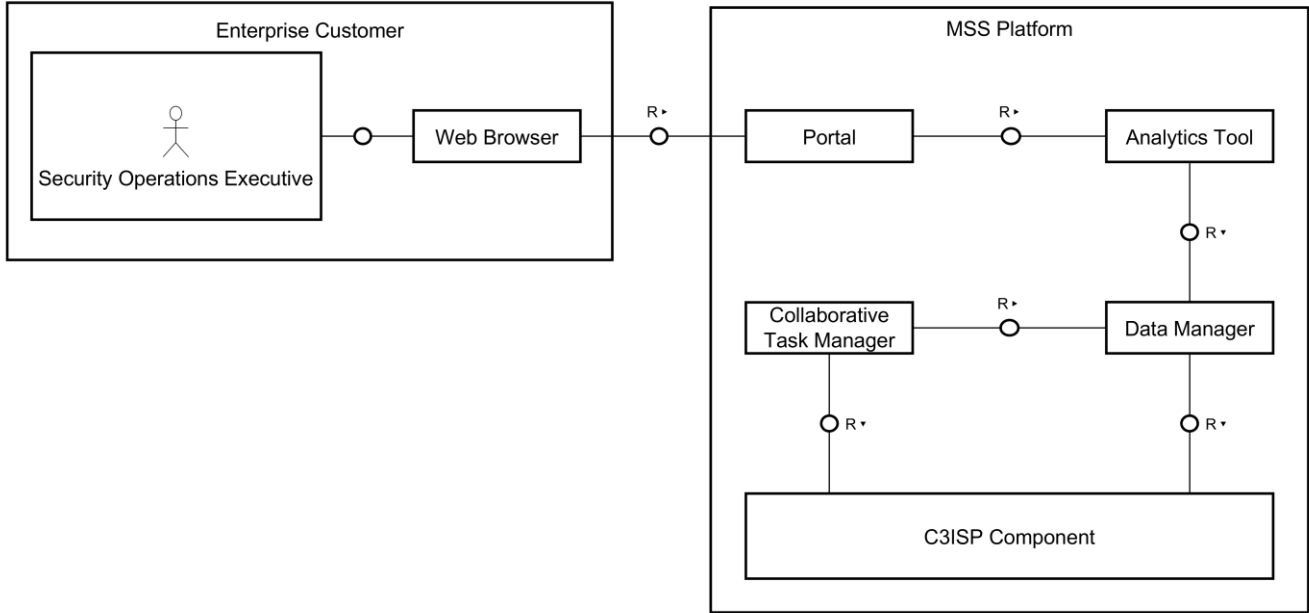 Enterprise Customer
MSS Platform
Security Operations Executive
Web Browser
R ▸
Portal
R ▸
Analytics Tool
R ▾
Collaborative
Task Manager
R ▸
Data Manager
R ▾
R ▾
C3ISP Component